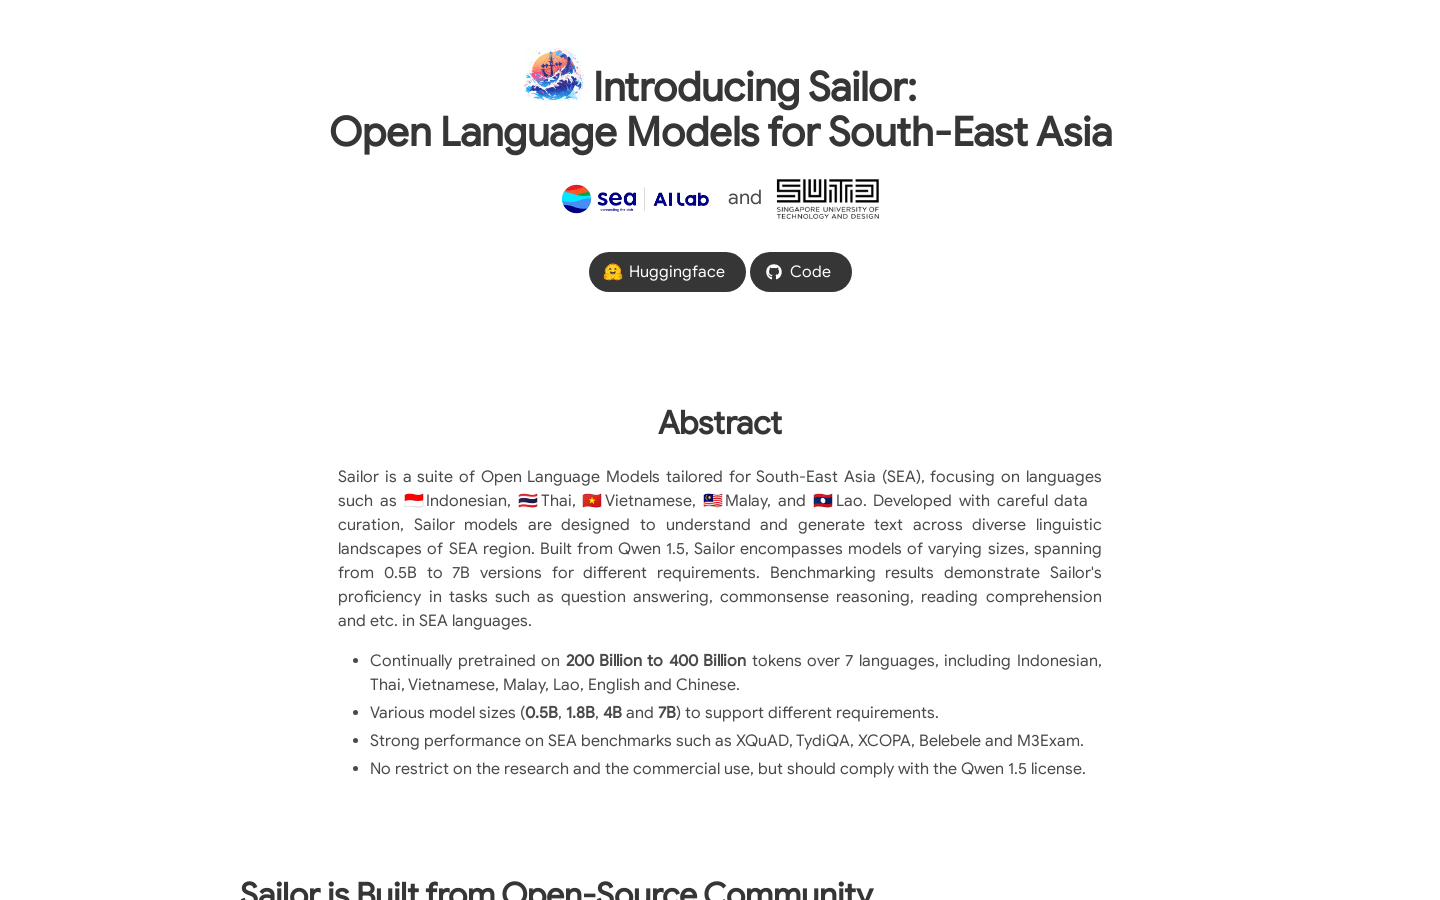 Introducing Sailor:
Open Language Models for South-East Asia
sea AI Lab and SUTD
SINGAPORE UNIVERSITY OF
TECHNOLOGY AND DESIGN
Huggingface Code
Abstract
Sailor is a suite of Open Language Models tailored for South-East Asia (SEA), focusing on languages
such as 🇮🇩Indonesian, 🇹🇭Thai, 🇻🇳Vietnamese, 🇲🇾Malay, and 🇱🇦Lao. Developed with careful data
curation, Sailor models are designed to understand and generate text across diverse linguistic
landscapes of SEA region. Built from Qwen 1.5, Sailor encompasses models of varying sizes, spanning
from 0.5B to 7B versions for different requirements. Benchmarking results demonstrate Sailor's
proficiency in tasks such as question answering, commonsense reasoning, reading comprehension
and etc. in SEA languages.
• Continually pretrained on 200 Billion to 400 Billion tokens over 7 languages, including Indonesian,
Thai, Vietnamese, Malay, Lao, English and Chinese.
• Various model sizes (0.5B, 1.8B, 4B and 7B) to support different requirements.
• Strong performance on SEA benchmarks such as XQuAD, TydiQA, XCOPA, Belebele and M3Exam.
• No restrict on the research and the commercial use, but should comply with the Qwen 1.5 license.
Sailor is Built from Open-Source Community